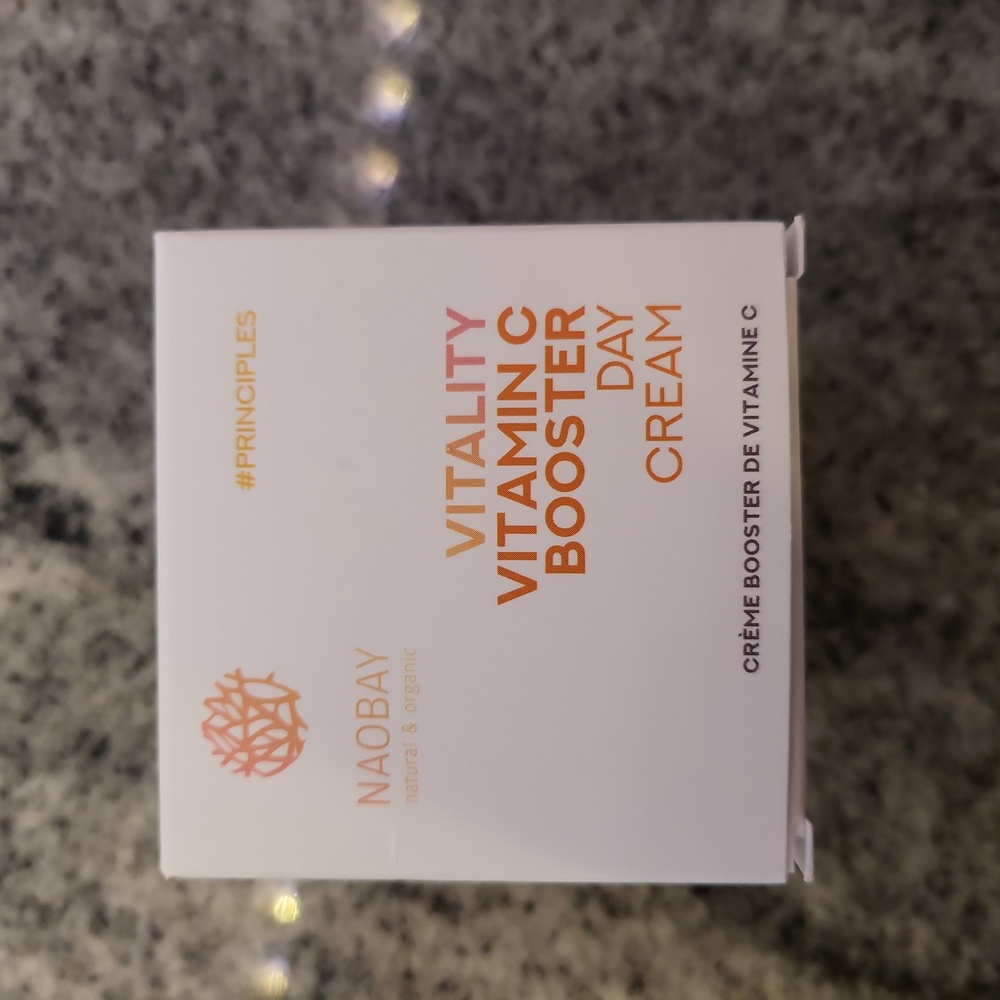 #PRINCIPLES
NAOBAY
natural & organic
VITALITY
VITAMIN C
BOOSTER
DAY
CREAM
CRÈME BOOSTER DE VITAMINE C